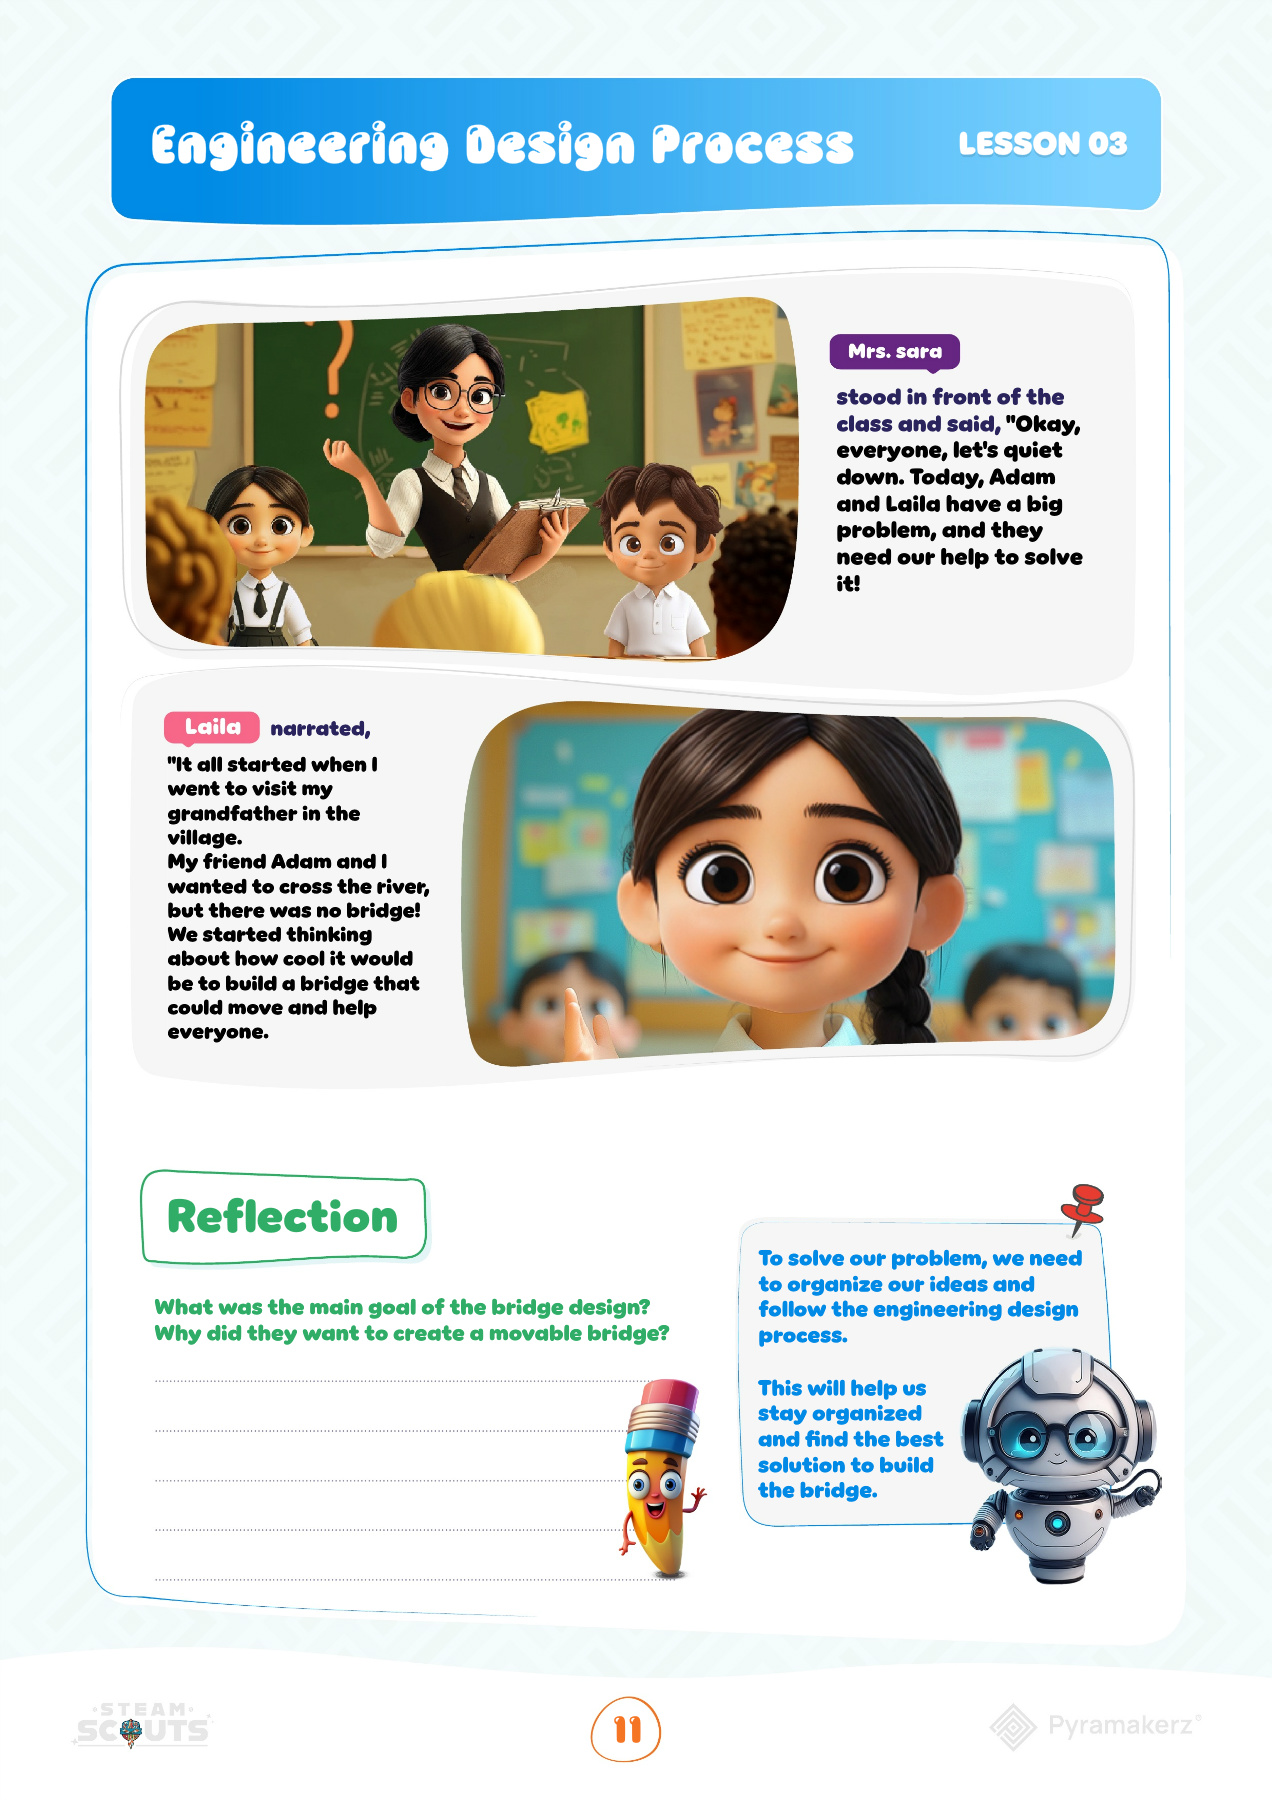 Engineering Design Process
LESSON 03
?
Mrs. sara
stood in front of the
class and said, "Okay,
everyone, let's quiet
down. Today, Adam
and Laila have a big
problem, and they
need our help to solve
it!
Laila narrated,
"It all started when I
went to visit my
grandfather in the
village.
My friend Adam and I
wanted to cross the river,
but there was no bridge!
We started thinking
about how cool it would
be to build a bridge that
could move and help
everyone.
Reflection
What was the main goal of the bridge design?
Why did they want to create a movable bridge?
To solve our problem, we need
to organize our ideas and
follow the engineering design
process.
This will help us
stay organized
and find the best
solution to build
the bridge.
STEAM
SCOUTS
11
Pyramakerz